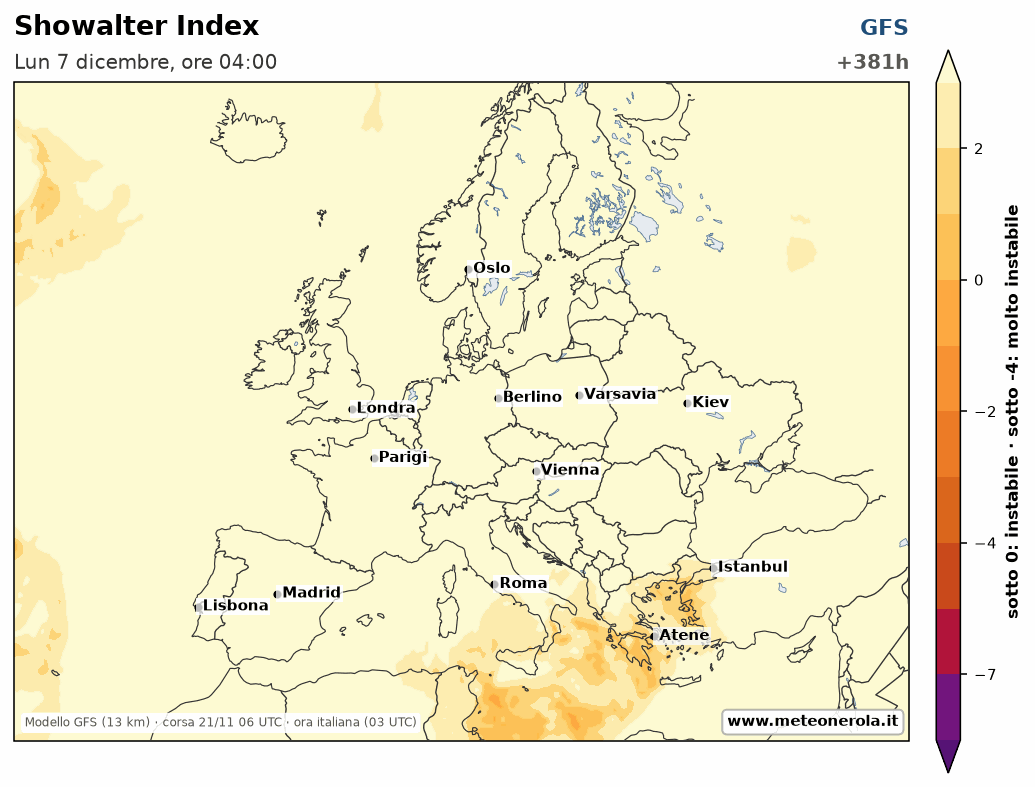 Showalter Index
GFS
Lun 7 dicembre, ore 04:00
+381h
Oslo
Berlino
Varsavia
Kiev
Londra
Parigi
Vienna
Istanbul
Roma
Madrid
Lisbona
Atene
Modello GFS (13 km) · corsa 21/11 06 UTC · ora italiana (03 UTC)
www.meteonerola.it
2
0
−2
−4
−7
sotto 0: instabile · sotto -4: molto instabile